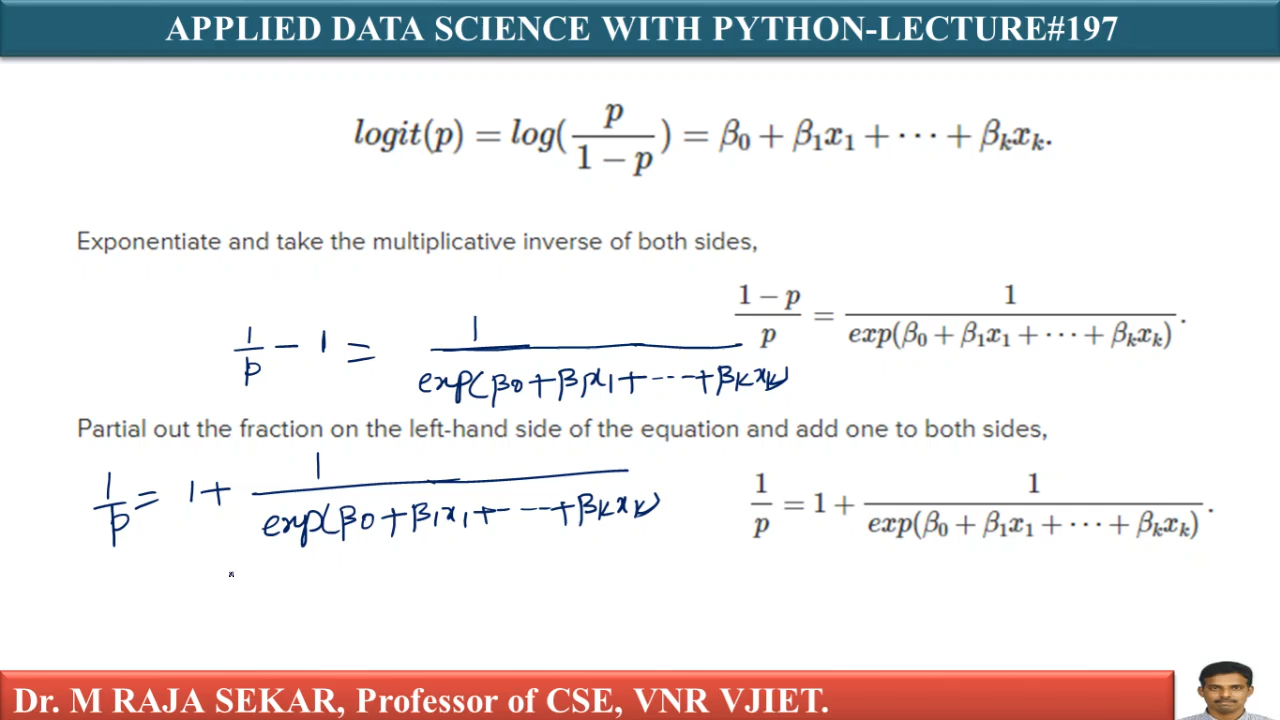 APPLIED DATA SCIENCE WITH PYTHON-LECTURE#197
logit(p) = log(p/(1 − p)) = β₀ + β₁x₁ + ⋯ + βₖxₖ.
Exponentiate and take the multiplicative inverse of both sides,
(1 − p)/p = 1/exp(β₀ + β₁x₁ + ⋯ + βₖxₖ).
1/p − 1 = 1/exp(β₀ + β₁x₁ + ⋯ + βₖxₖ)
Partial out the fraction on the left-hand side of the equation and add one to both sides,
1/p = 1 + 1/exp(β₀ + β₁x₁ + ⋯ + βₖxₖ)
1/p = 1 + 1/exp(β₀ + β₁x₁ + ⋯ + βₖxₖ).
Dr. M RAJA SEKAR, Professor of CSE, VNR VJIET.